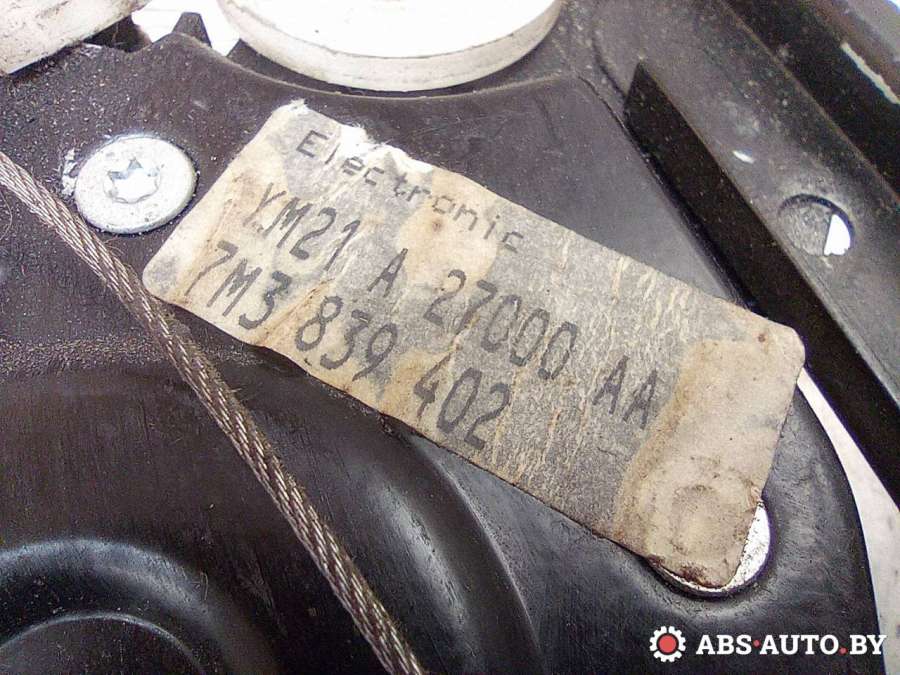 Electronic
YM21 A 27000 AA
7M3 839 402
ABS·AUTO.BY